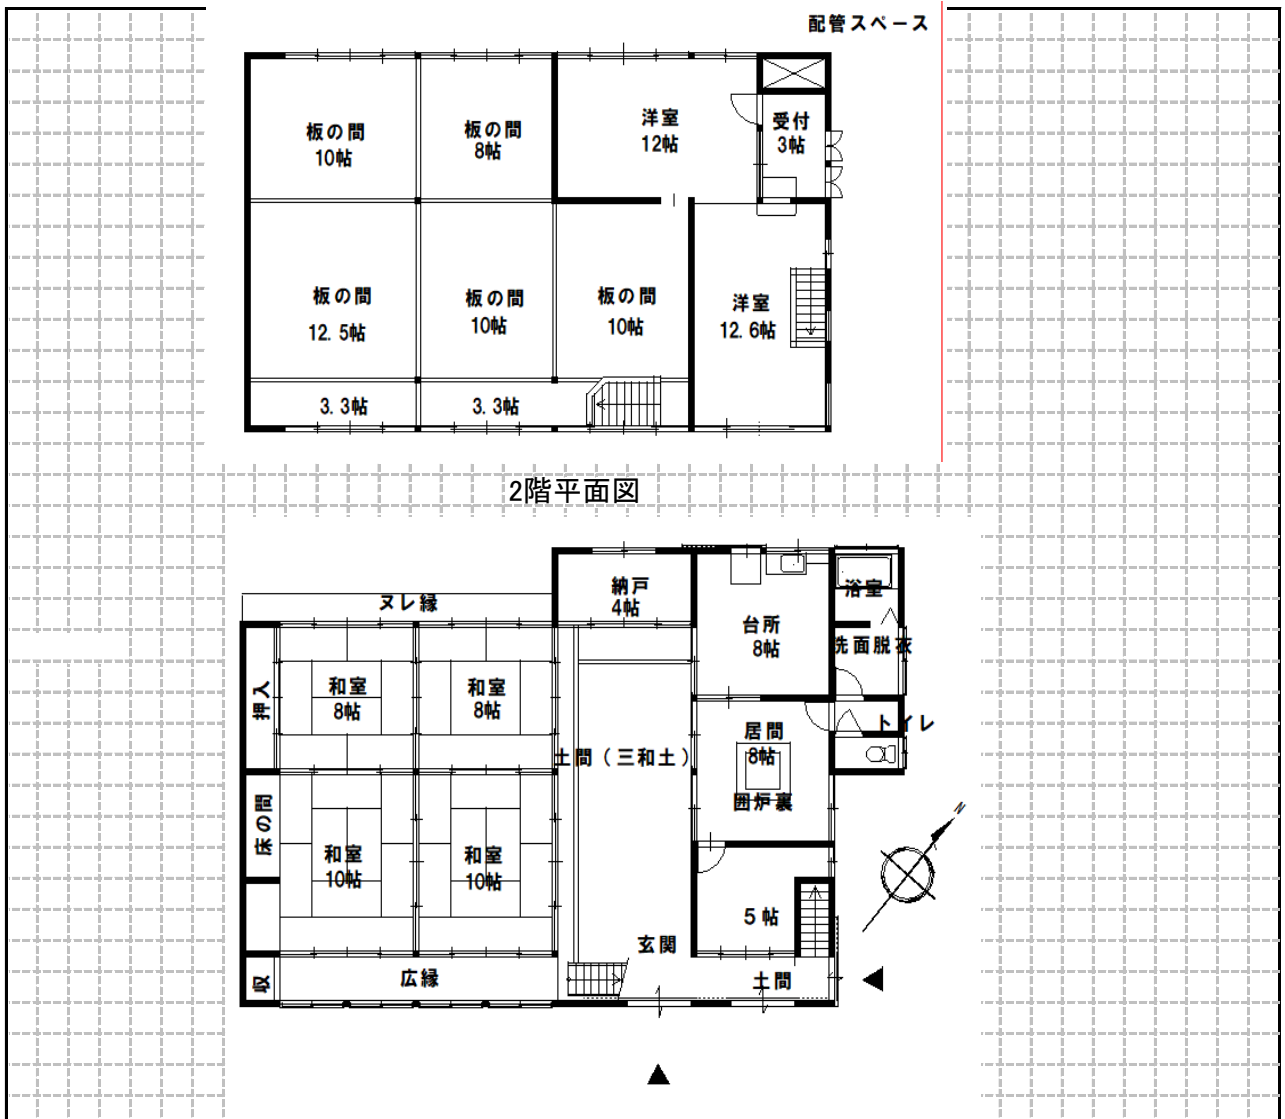 配管スペース
板の間
10帖
板の間
8帖
洋室
12帖
受付
3帖
板の間
12.5帖
板の間
10帖
板の間
10帖
洋室
12.6帖
3.3帖
3.3帖
2階平面図
ヌレ縁
納戸
4帖
台所
8帖
浴室
洗面脱衣
押入
和室
8帖
和室
8帖
土間（三和土）
居間
8帖
囲炉裏
トイレ
床の間
和室
10帖
和室
10帖
5帖
玄関
収
広縁
土間
N